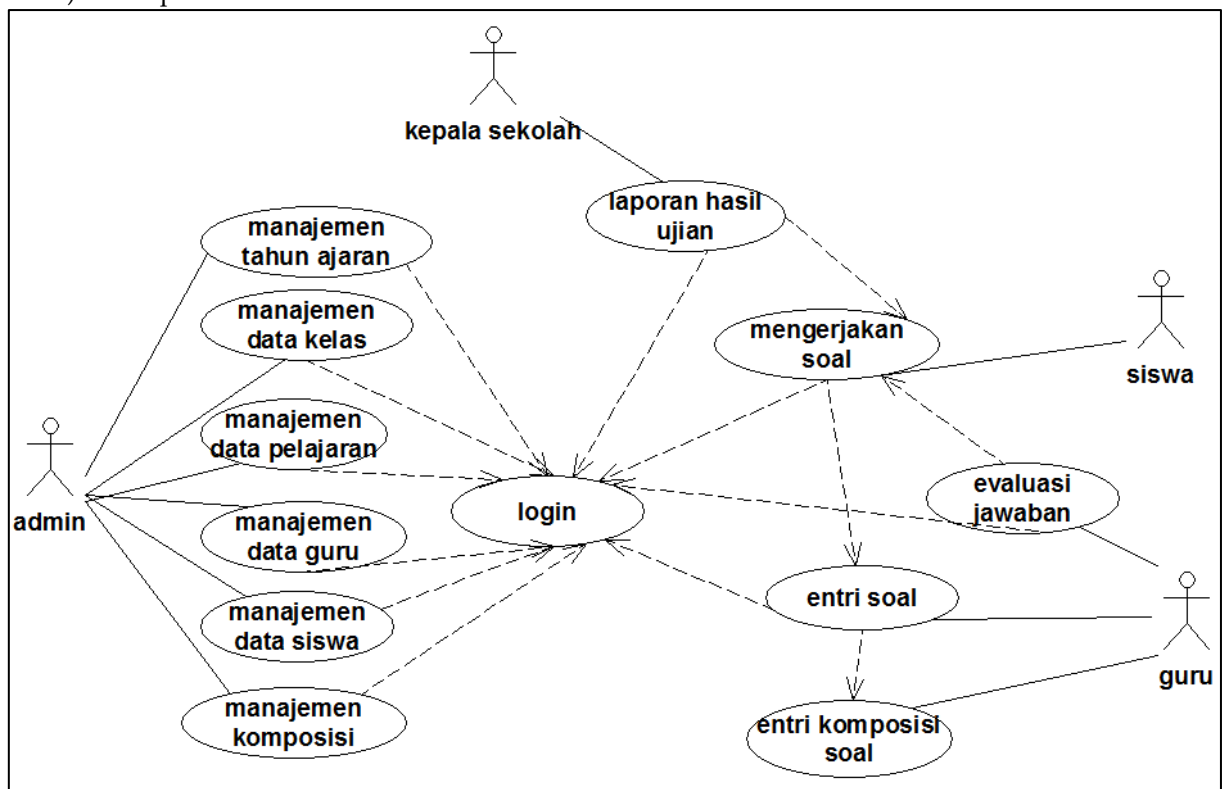 kepala sekolah
laporan hasil
ujian
manajemen
tahun ajaran
manajemen
data kelas
mengerjakan
soal
siswa
manajemen
data pelajaran
admin
login
evaluasi
jawaban
manajemen
data guru
entri soal
manajemen
data siswa
guru
manajemen
komposisi
entri komposisi
soal